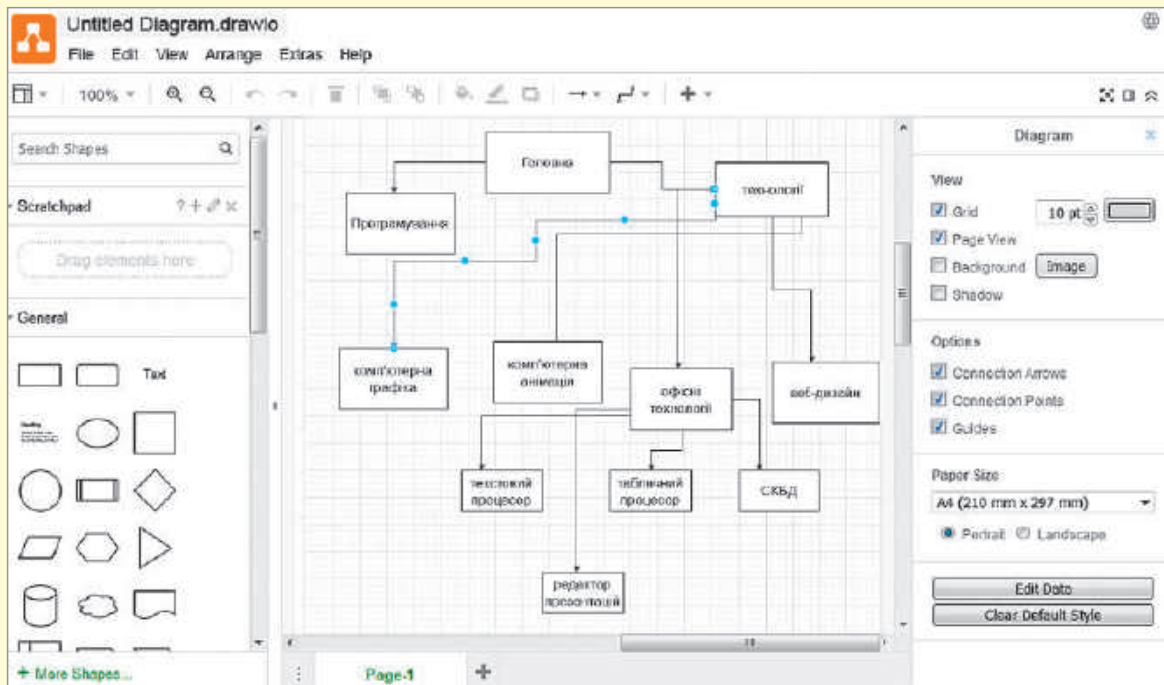 Untitled Diagram.drawio
File Edit View Arrange Extras Help
100%
Search Shapes
Scratchpad
Drag elements here
General
Text
Heading
+ More Shapes...
Головна
Програмування
технології
комп'ютерна
графіка
комп'ютерна
анімація
офісні
технології
веб-дизайн
текстовий
процесор
табличний
процесор
СКБД
редактор
презентацій
Page-1
Diagram
View
Grid 10 pt
Page View
Background Image
Shadow
Options
Connection Arrows
Connection Points
Guides
Paper Size
A4 (210 mm x 297 mm)
Portrait Landscape
Edit Data
Clear Default Style